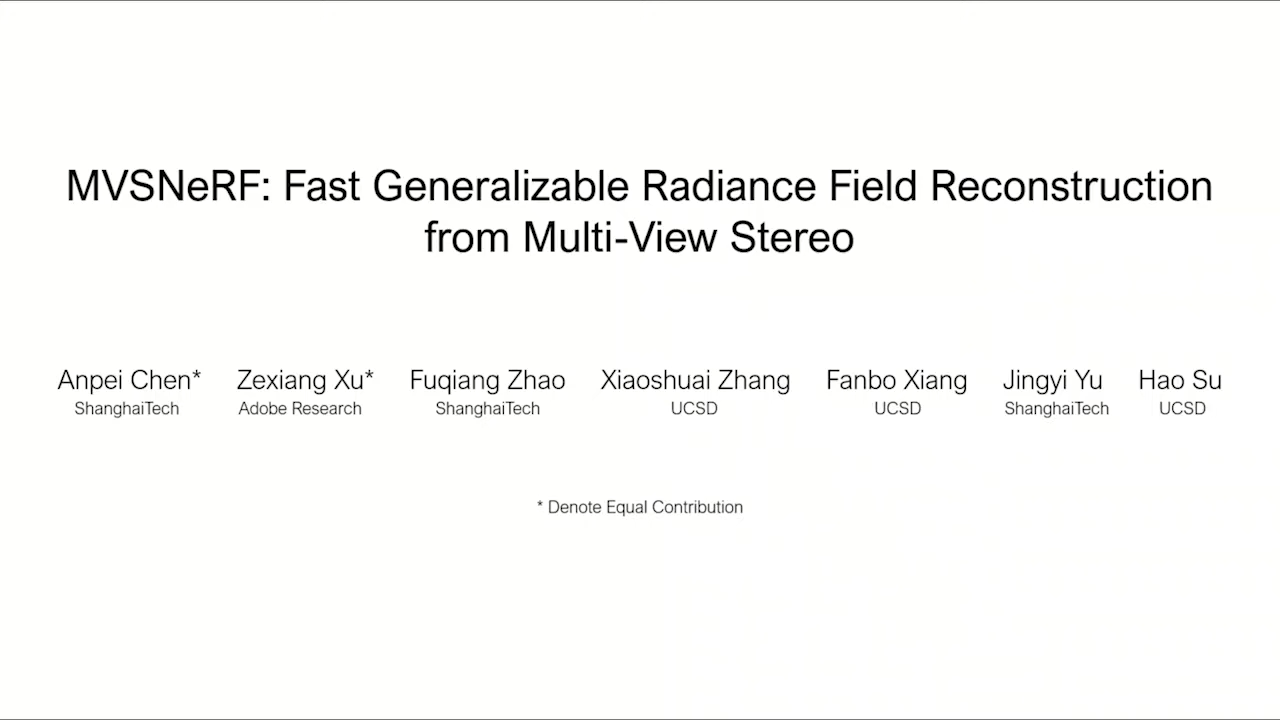 MVSNeRF: Fast Generalizable Radiance Field Reconstruction
from Multi-View Stereo
Anpei Chen* Zexiang Xu* Fuqiang Zhao Xiaoshuai Zhang Fanbo Xiang Jingyi Yu Hao Su
ShanghaiTech Adobe Research ShanghaiTech UCSD UCSD ShanghaiTech UCSD
* Denote Equal Contribution